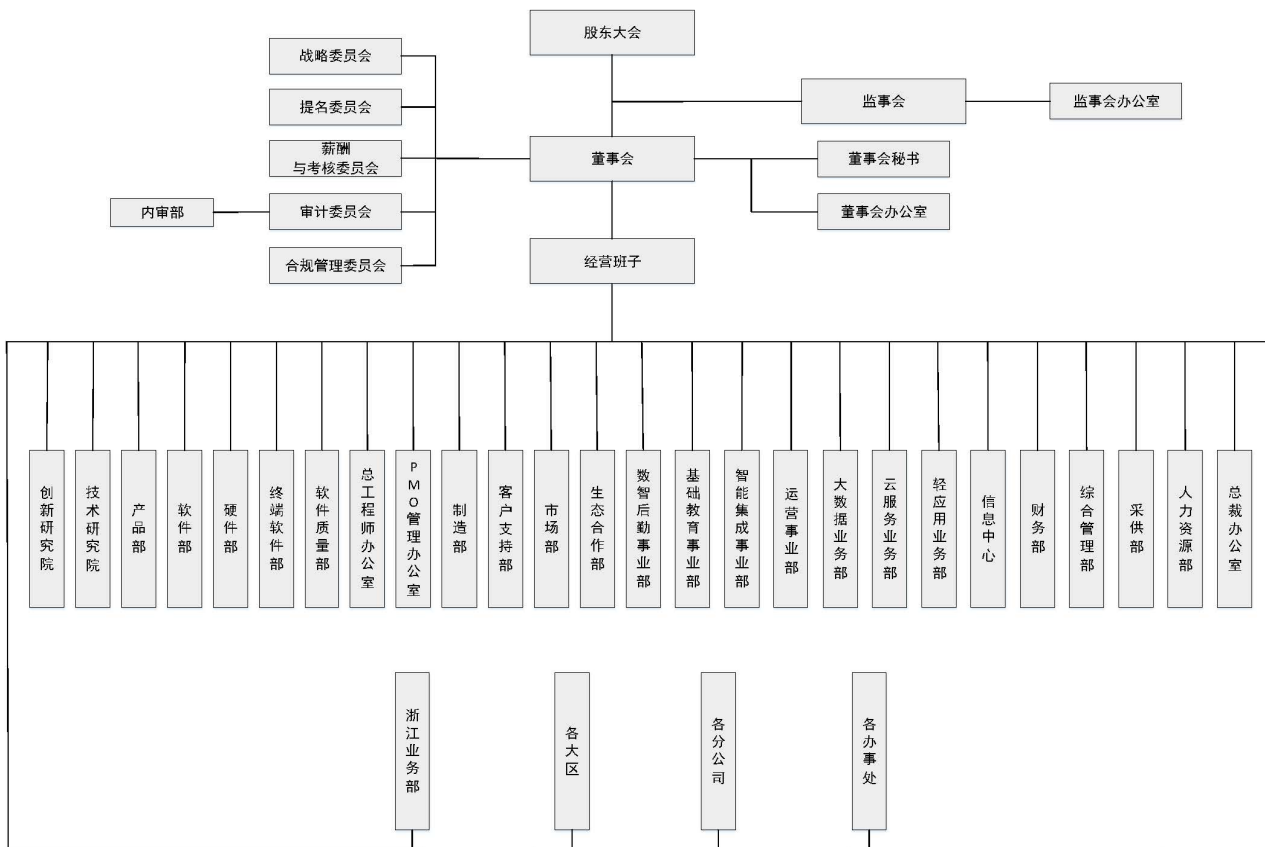 股东大会
战略委员会
提名委员会
监事会
监事会办公室
薪酬
与考核委员会
董事会
董事会秘书
内审部
审计委员会
董事会办公室
合规管理委员会
经营班子
创新研究院
技术研究院
产品部
软件部
硬件部
终端软件部
软件质量部
总工程师办公室
PMO管理办公室
制造部
客户支持部
市场部
生态合作部
数智后勤事业部
基础教育事业部
智能集成事业部
运营事业部
大数据业务部
云服务业务部
轻应用业务部
信息中心
财务部
综合管理部
采供部
人力资源部
总裁办公室
浙江业务部
各大区
各分公司
各办事处